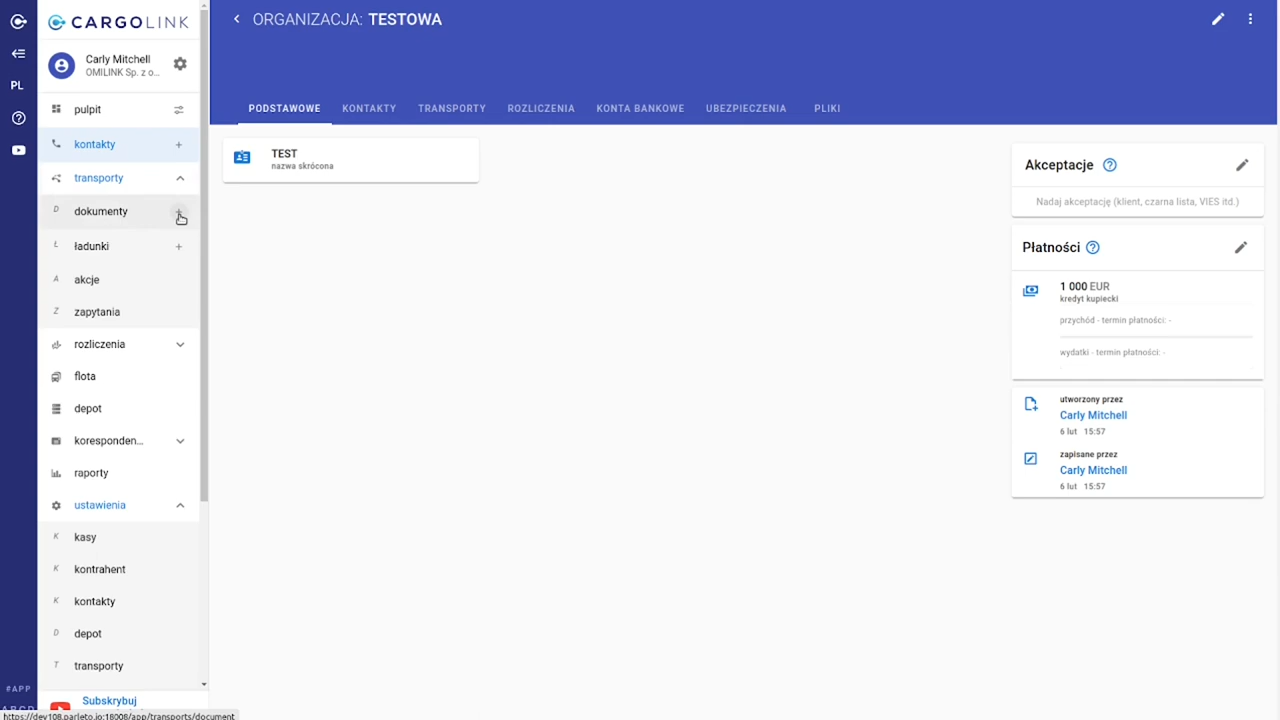 CARGOLINK
ORGANIZACJA: TESTOWA
Carly Mitchell
OMILINK Sp. z o...
PL
pulpit
PODSTAWOWE
KONTAKTY
TRANSPORTY
ROZLICZENIA
KONTA BANKOWE
UBEZPIECZENIA
PLIKI
kontakty
transporty
D dokumenty
Ł ładunki
A akcje
Z zapytania
rozliczenia
flota
depot
koresponden...
raporty
ustawienia
K kasy
K kontrahent
K kontakty
D depot
T transporty
Subskrybuj
#APP
https://dev108.parleto.io:18008/app/transports/document
TEST
nazwa skrócona
Akceptacje
Nadaj akceptację (klient, czarna lista, VIES itd.)
Płatności
1 000 EUR
kredyt kupiecki
przychód - termin płatności: -
wydatki - termin płatności: -
utworzony przez
Carly Mitchell
6 lut 15:57
zapisane przez
Carly Mitchell
6 lut 15:57